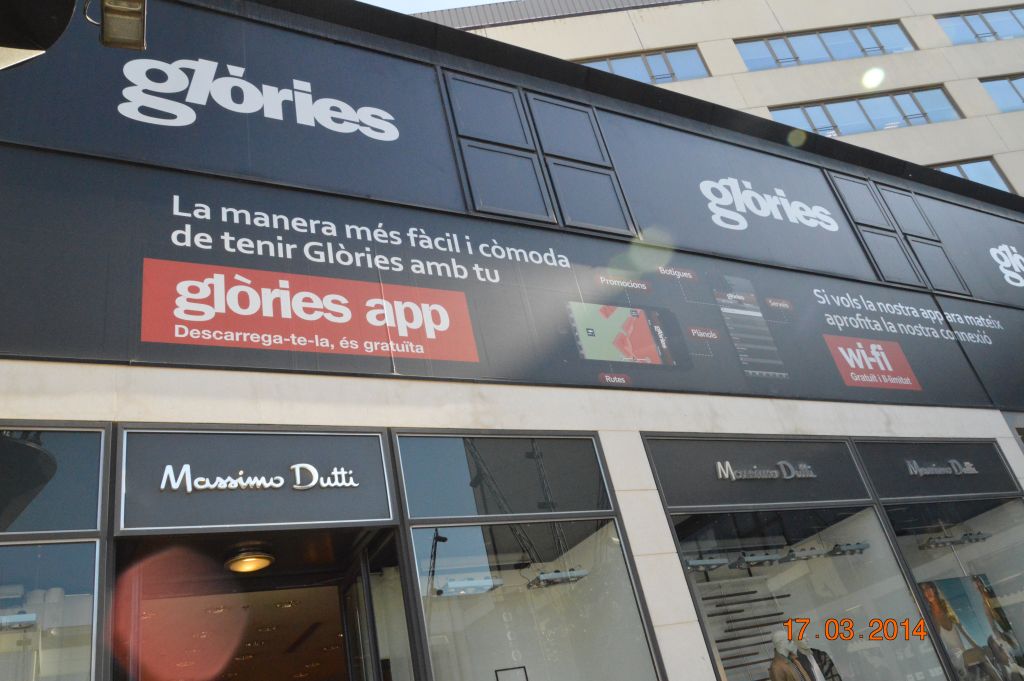 glòries
glòries
glò
La manera més fàcil i còmoda
de tenir Glòries amb tu
glòries app
Descarrega-te-la, és gratuïta
Promocions
Botigues
Serveis
Plànols
Rutes
Si vols la nostra app ara mateix
aprofita la nostra connexió
wi-fi
Gratuït i il·limitat
Massimo Dutti
Massimo Dutti
Massimo Dutti
17.03.2014